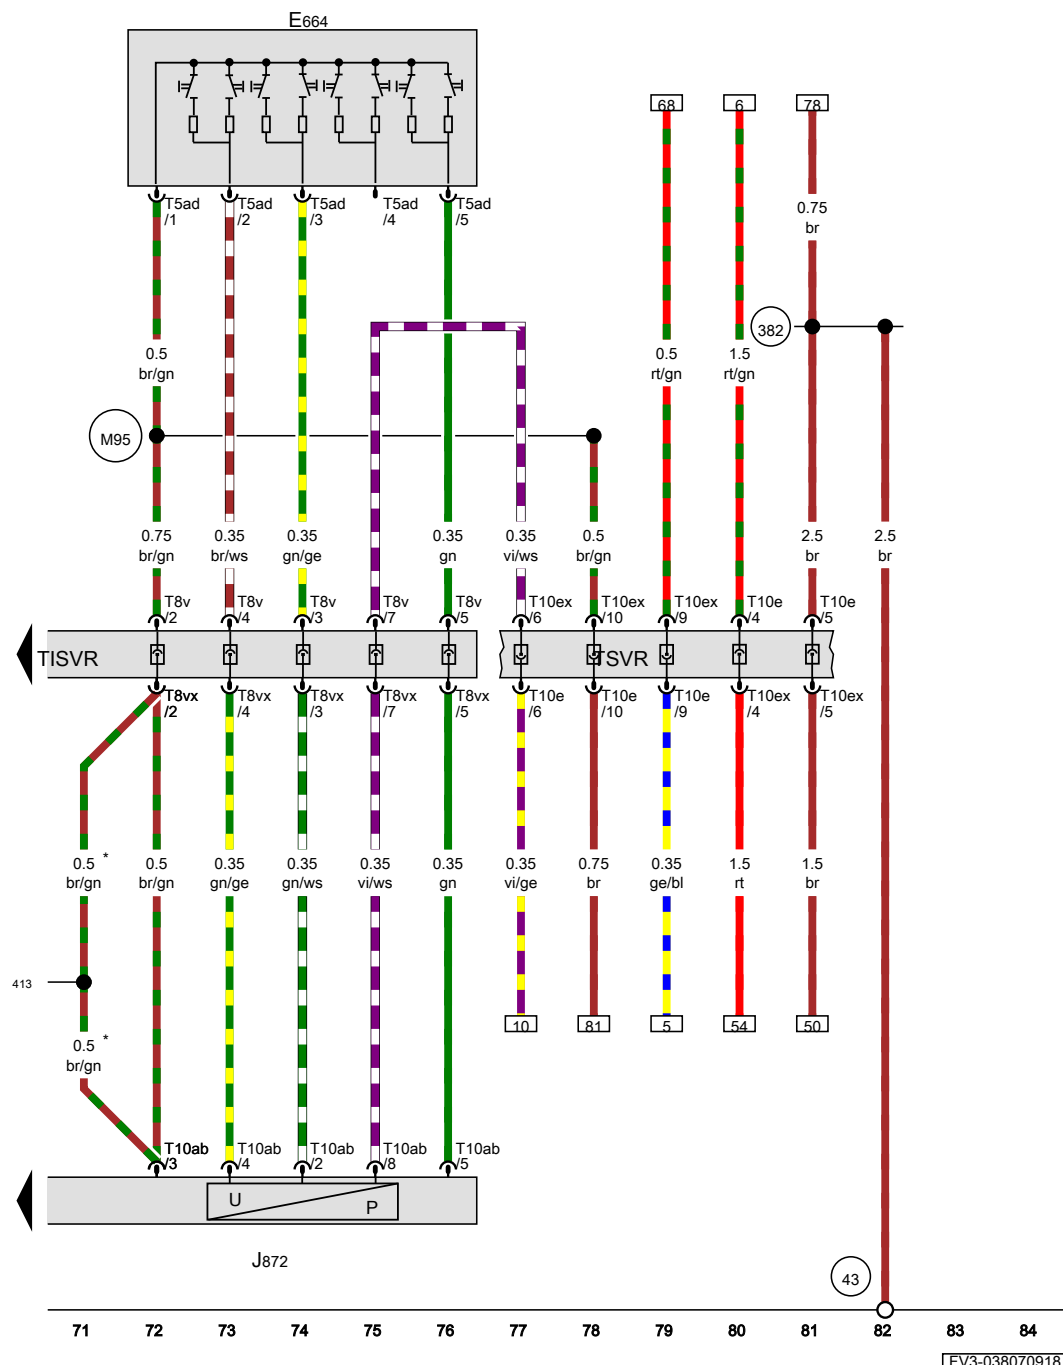 E664
T5ad /1
T5ad /2
T5ad /3
T5ad /4
T5ad /5
68
6
78
0.75 br
382
0.5 br/gn
0.5 rt/gn
1.5 rt/gn
M95
0.75 br/gn
0.35 br/ws
0.35 gn/ge
0.35 gn
0.35 vi/ws
0.5 br/gn
2.5 br
2.5 br
T8v /2
T8v /4
T8v /3
T8v /7
T8v /5
T10ex /6
T10ex /10
T10ex /9
T10e /4
T10e /5
TISVR
TSVR
T8vx /2
T8vx /4
T8vx /3
T8vx /7
T8vx /5
T10e /6
T10e /10
T10e /9
T10ex /4
T10ex /5
0.5 * br/gn
0.5 br/gn
0.35 gn/ge
0.35 gn/ws
0.35 vi/ws
0.35 gn
0.35 vi/ge
0.75 br
0.35 ge/bl
1.5 rt
1.5 br
413
10
81
5
54
50
0.5 * br/gn
T10ab /3
T10ab /4
T10ab /2
T10ab /8
T10ab /5
U
P
J872
43
71 72 73 74 75 76 77 78 79 80 81 82 83 84
EV3-038070918